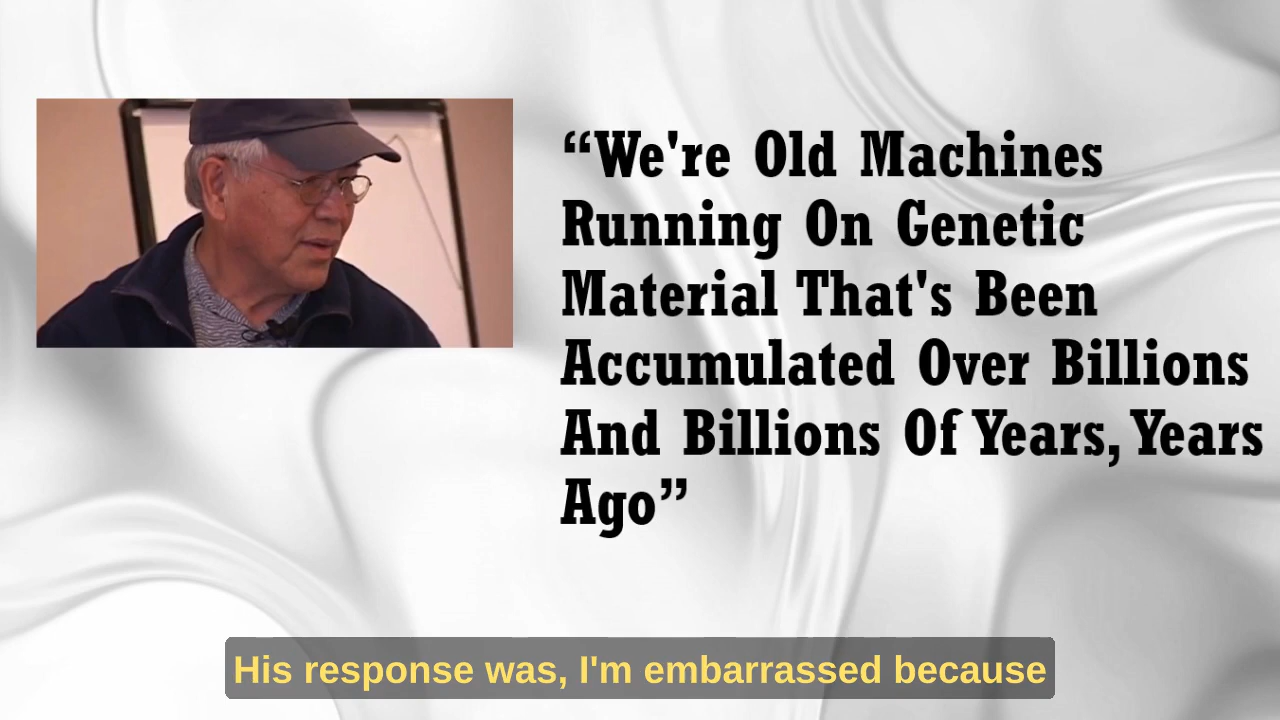 “We're Old Machines
Running On Genetic
Material That's Been
Accumulated Over Billions
And Billions Of Years, Years
Ago”
His response was, I'm embarrassed because